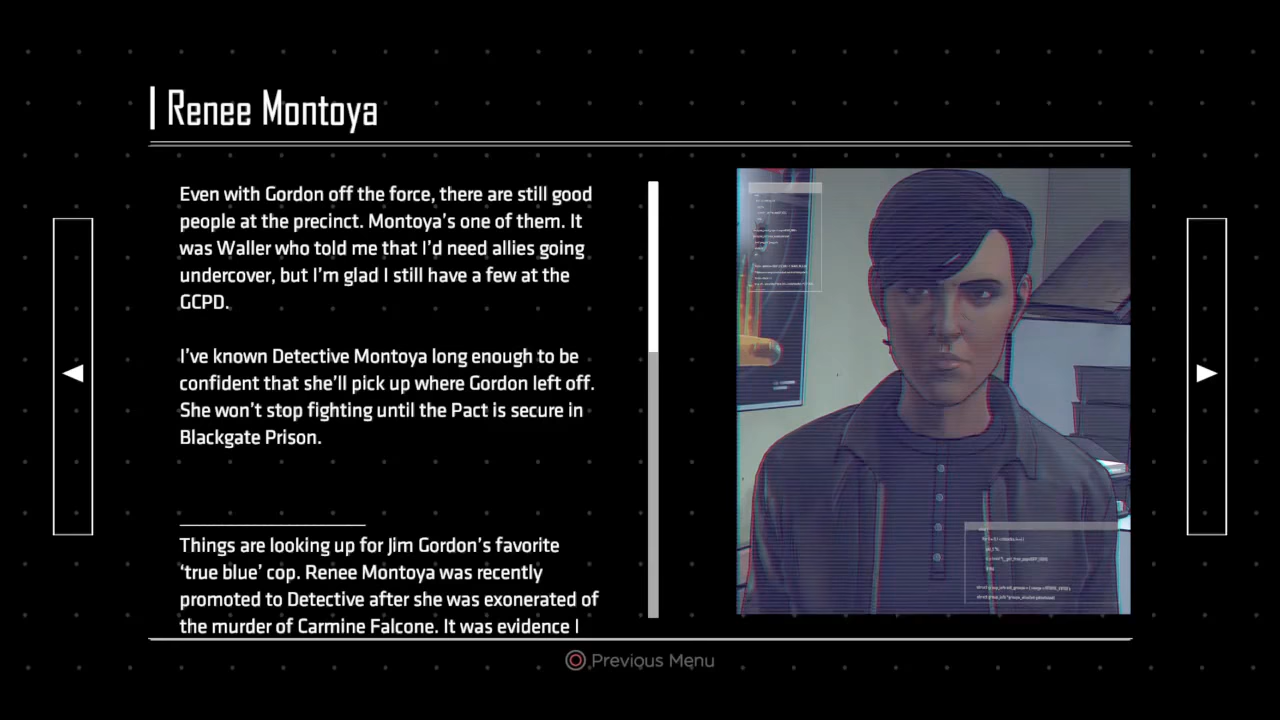 Renee Montoya
Even with Gordon off the force, there are still good
people at the precinct. Montoya's one of them. It
was Waller who told me that I'd need allies going
undercover, but I'm glad I still have a few at the
GCPD.
I've known Detective Montoya long enough to be
confident that she'll pick up where Gordon left off.
She won't stop fighting until the Pact is secure in
Blackgate Prison.
Things are looking up for Jim Gordon's favorite
‘true blue’ cop. Renee Montoya was recently
promoted to Detective after she was exonerated of
the murder of Carmine Falcone. It was evidence I
Previous Menu